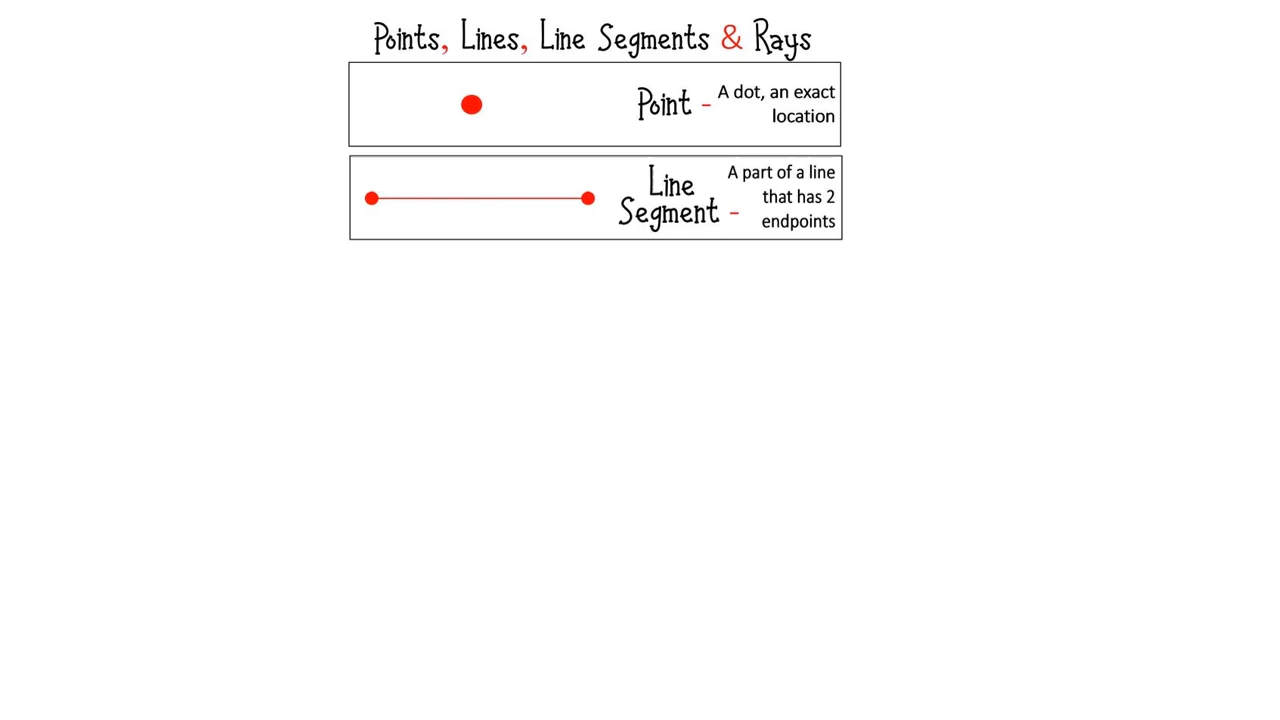 Points, Lines, Line Segments & Rays
Point - A dot, an exact
location
Line
Segment -
A part of a line
that has 2
endpoints